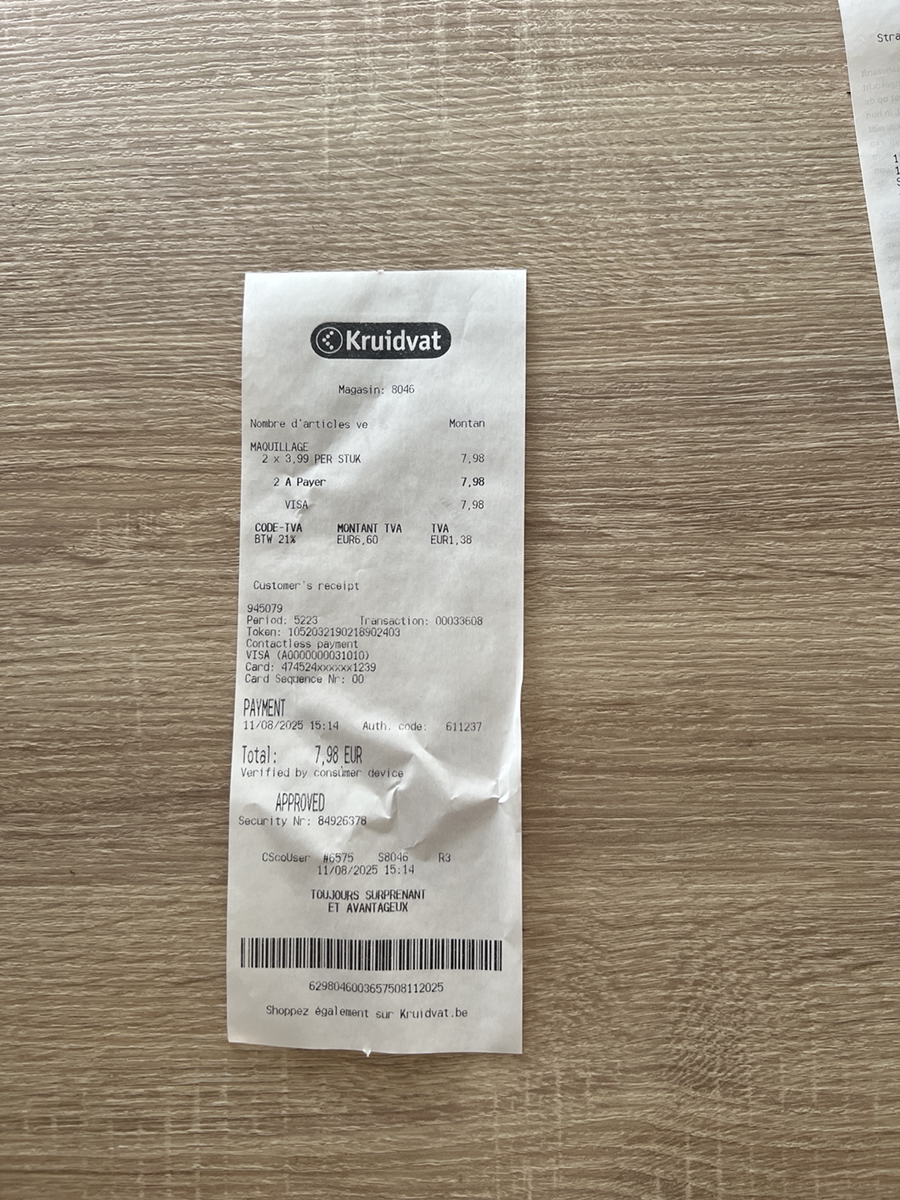 Kruidvat
Magasin: 8046
Nombre d'articles ve Montan
MAQUILLAGE
2 x 3,99 PER STUK 7,98
2 A Payer 7,98
VISA 7,98
CODE-TVA MONTANT TVA TVA
BTW 21% EUR6,60 EUR1,38
Customer's receipt
945079
Period: 5223 Transaction: 00033608
Token: 1052032190218902403
Contactless payment
VISA (A0000000031010)
Card: 474524xxxxxx1239
Card Sequence Nr: 00
PAYMENT
11/08/2025 15:14 Auth. code: 611237
Total: 7,98 EUR
Verified by consumer device
APPROVED
Security Nr: 84926378
CScoUser #6575 S8046 R3
11/08/2025 15:14
TOUJOURS SURPRENANT
ET AVANTAGEUX
6298046003657508112025
Shoppez également sur Kruidvat.be